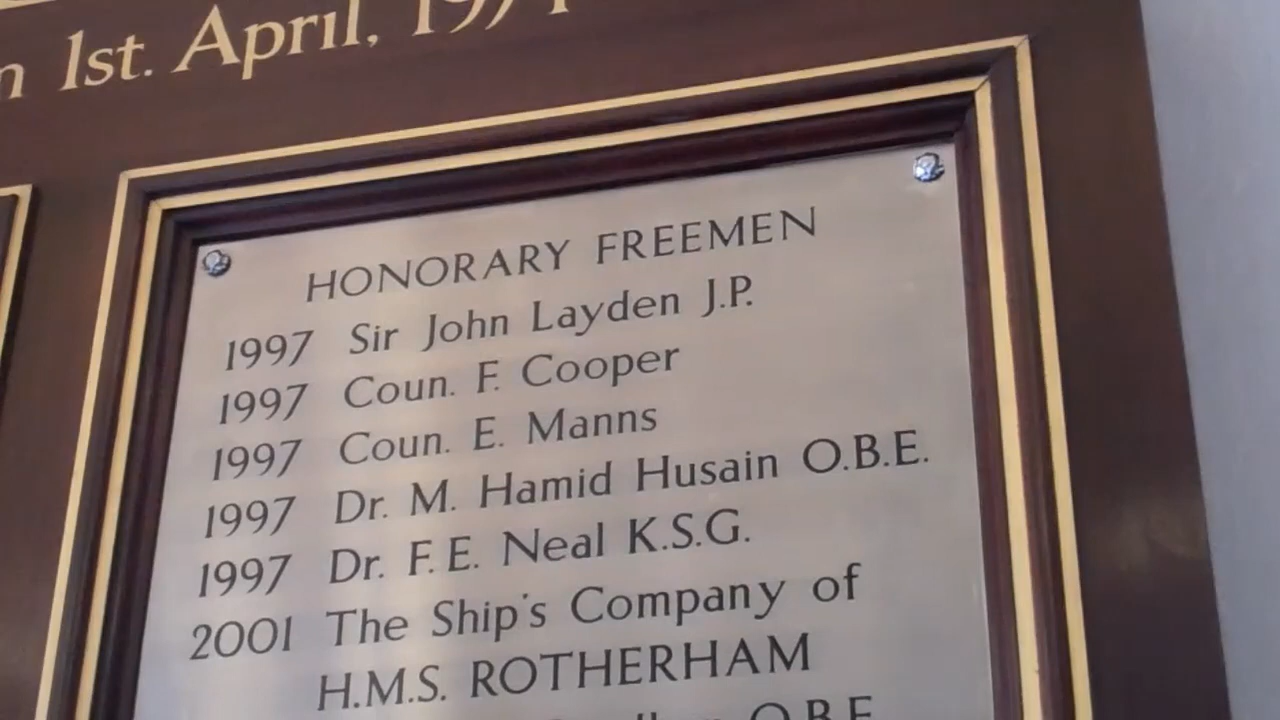 1st. April, 197
HONORARY FREEMEN
1997 Sir John Layden J.P.
1997 Coun. F. Cooper
1997 Coun. E. Manns
1997 Dr. M. Hamid Husain O.B.E.
1997 Dr. F. E. Neal K.S.G.
2001 The Ship's Company of
H.M.S. ROTHERHAM
O.B.E.